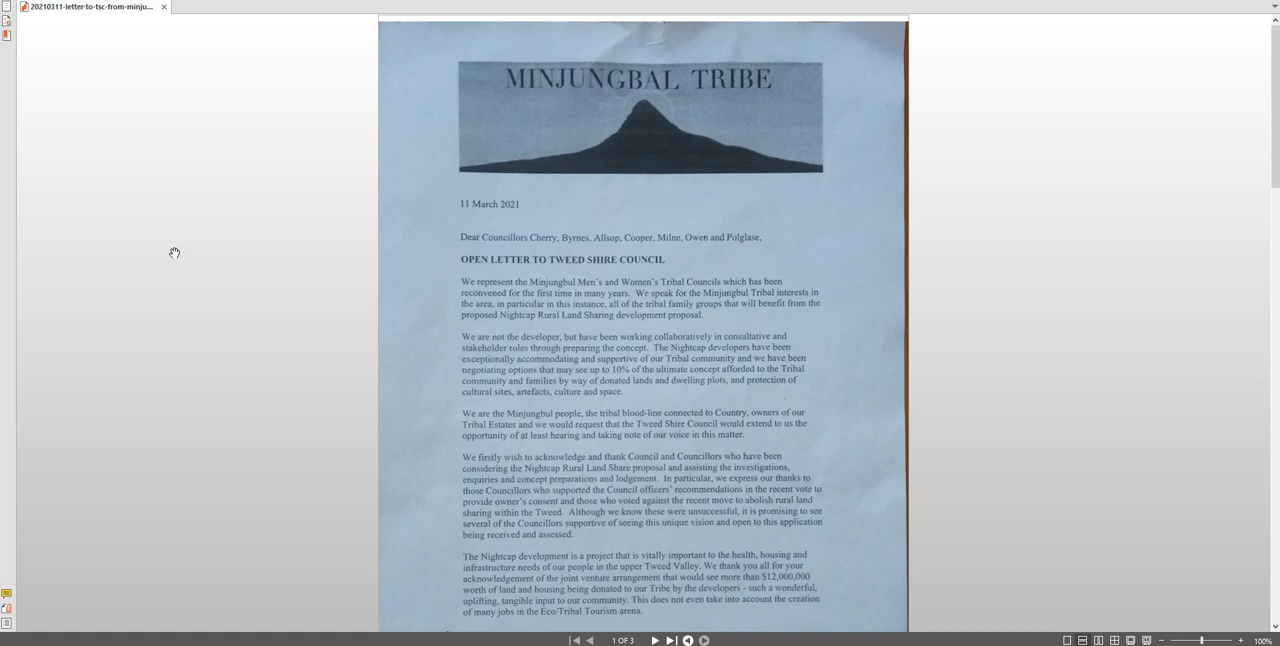 20210311-letter-to-tsc-from-minju...
MINJUNGBAL TRIBE
11 March 2021
Dear Councillors Cherry, Byrnes, Allsop, Cooper, Milne, Owen and Polglase,
OPEN LETTER TO TWEED SHIRE COUNCIL
We represent the Minjungbul Men's and Women's Tribal Councils which has been
reconvened for the first time in many years. We speak for the Minjungbul Tribal interests in
the area, in particular in this instance, all of the tribal family groups that will benefit from the
proposed Nightcap Rural Land Sharing development proposal.
We are not the developer, but have been working collaboratively in consultative and
stakeholder roles through preparing the concept. The Nightcap developers have been
exceptionally accommodating and supportive of our Tribal community and we have been
negotiating options that may see up to 10% of the ultimate concept afforded to the Tribal
community and families by way of donated lands and dwelling plots, and protection of
cultural sites, artefacts, culture and space.
We are the Minjungbul people, the tribal blood-line connected to Country, owners of our
Tribal Estates and we would request that the Tweed Shire Council would extend to us the
opportunity of at least hearing and taking note of our voice in this matter.
We firstly wish to acknowledge and thank Council and Councillors who have been
considering the Nightcap Rural Land Share proposal and assisting the investigations,
enquiries and concept preparations and lodgement. In particular, we express our thanks to
those Councillors who supported the Council officers' recommendations in the recent vote to
provide owner's consent and those who voted against the recent move to abolish rural land
sharing within the Tweed. Although we know these were unsuccessful, it is promising to see
several of the Councillors supportive of seeing this unique vision and open to this application
being received and assessed.
The Nightcap development is a project that is vitally important to the health, housing and
infrastructure needs of our people in the upper Tweed Valley. We thank you all for your
acknowledgement of the joint venture arrangement that would see more than $12,000,000
worth of land and housing being donated to our Tribe by the developers - such a wonderful,
uplifting, tangible input to our community. This does not even take into account the creation
of many jobs in the Eco/Tribal Tourism arena.
1 OF 3
100%